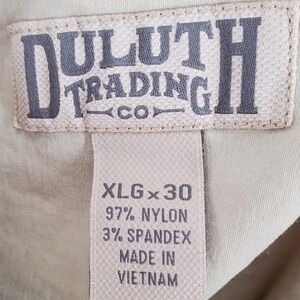 DULUTH
TRADING
CO
XLG x 30
97% NYLON
3% SPANDEX
MADE IN
VIETNAM